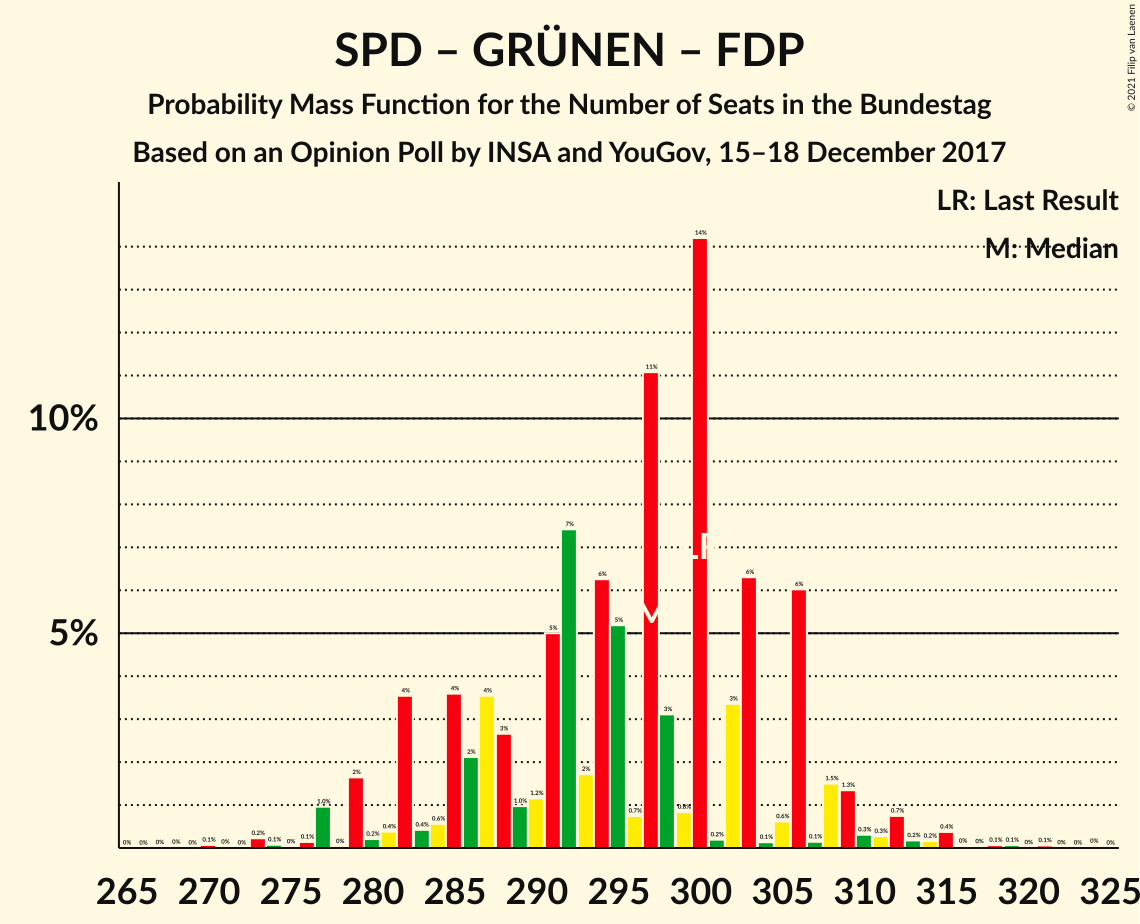 SPD – GRÜNEN – FDP
Probability Mass Function for the Number of Seats in the Bundestag
Based on an Opinion Poll by INSA and YouGov, 15–18 December 2017
© 2021 Filip van Laenen
LR: Last Result
M: Median
10%
5%
0% 0% 0% 0% 0% 0.1% 0% 0% 0.2% 0.1% 0% 0.1% 1.0% 0% 2% 0.2% 0.4% 4% 0.4% 0.6% 4% 2% 4% 3% 1.0% 1.2% 5% 7% 2% 6% 5% 0.7% 11% 3% 0.8% 14% 0.2% 3% 6% 0.1% 0.6% 6% 0.1% 1.5% 1.3% 0.3% 0.3% 0.7% 0.2% 0.2% 0.4% 0% 0% 0.1% 0.1% 0% 0.1% 0% 0% 0% 0%
M
LR
265 270 275 280 285 290 295 300 305 310 315 320 325